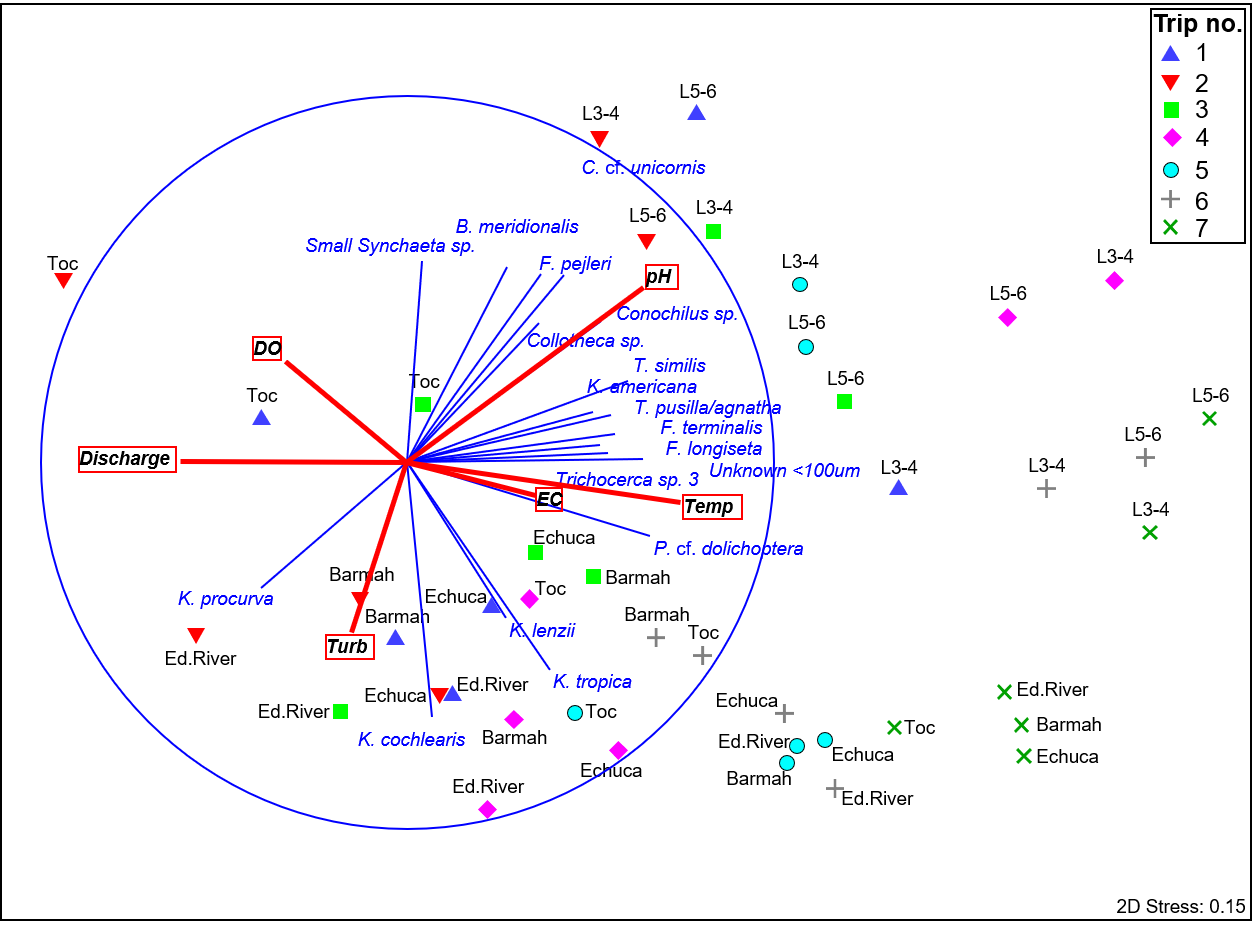 Trip no.
1
2
3
4
5
6
7
L5-6
L3-4
C. cf. unicornis
L5-6
L3-4
B. meridionalis
Small Synchaeta sp.
Toc
F. pejleri
pH
L3-4
L3-4
L5-6
Conochilus sp.
L5-6
Collotheca sp.
DO
T. similis
Toc
Toc
K. americana
L5-6
L5-6
T. pusilla/agnatha
F. terminalis
L5-6
F. longiseta
Discharge
Unknown <100um
L3-4
L3-4
Trichocerca sp. 3
EC
Temp
L3-4
Echuca
P. cf. dolichoptera
Barmah
Barmah
Toc
K. procurva
Echuca
Barmah
Barmah
K. lenzii
Toc
Turb
Ed.River
Echuca
Ed.River
K. tropica
Ed.River
Echuca
Ed.River
Toc
Barmah
Toc
Barmah
K. cochlearis
Ed.River
Echuca
Echuca
Echuca
Barmah
Ed.River
Ed.River
2D Stress: 0.15